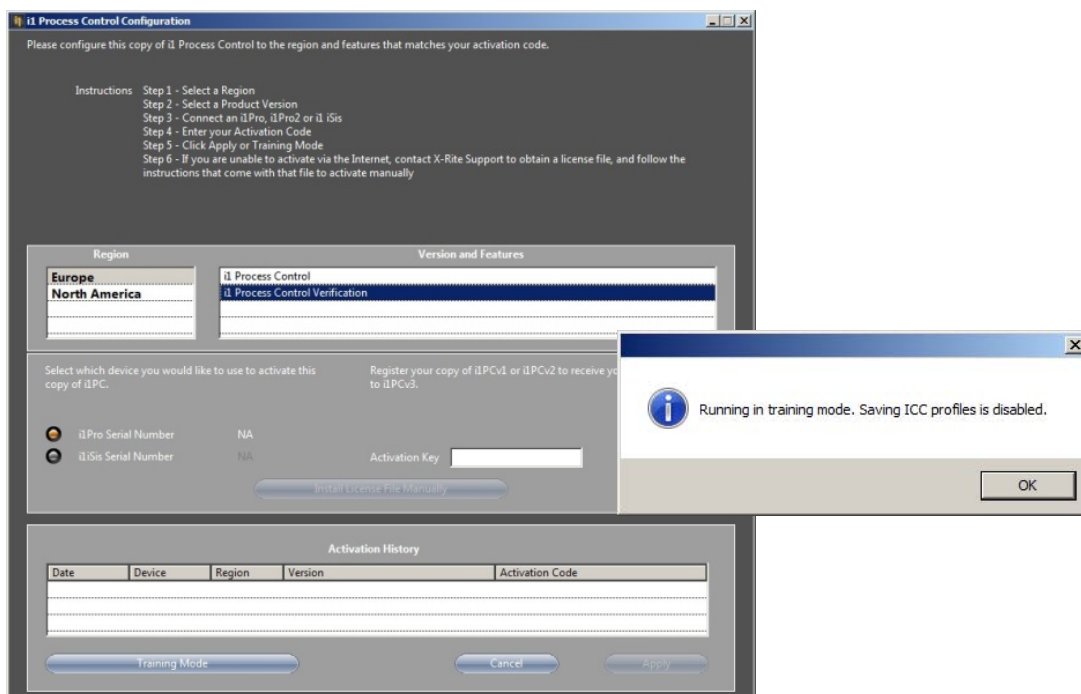 i1 Process Control Configuration
Please configure this copy of i1 Process Control to the region and features that matches your activation code.
Instructions Step 1 - Select a Region
Step 2 - Select a Product Version
Step 3 - Connect an i1Pro, i1Pro2 or i1 iSis
Step 4 - Enter your Activation Code
Step 5 - Click Apply or Training Mode
Step 6 - If you are unable to activate via the Internet, contact X-Rite Support to obtain a license file, and follow the
instructions that come with that file to activate manually
Region Version and Features
Europe i1 Process Control
North America i1 Process Control Verification
Select which device you would like to use to activate this
copy of i1PC.
Register your copy of i1PCv1 or i1PCv2 to receive
to i1PCv3.
i1Pro Serial Number NA
i1iSis Serial Number NA
Activation Key
Install License File Manually
Running in training mode. Saving ICC profiles is disabled.
OK
Activation History
Date Device Region Version Activation Code
Training Mode Cancel Apply